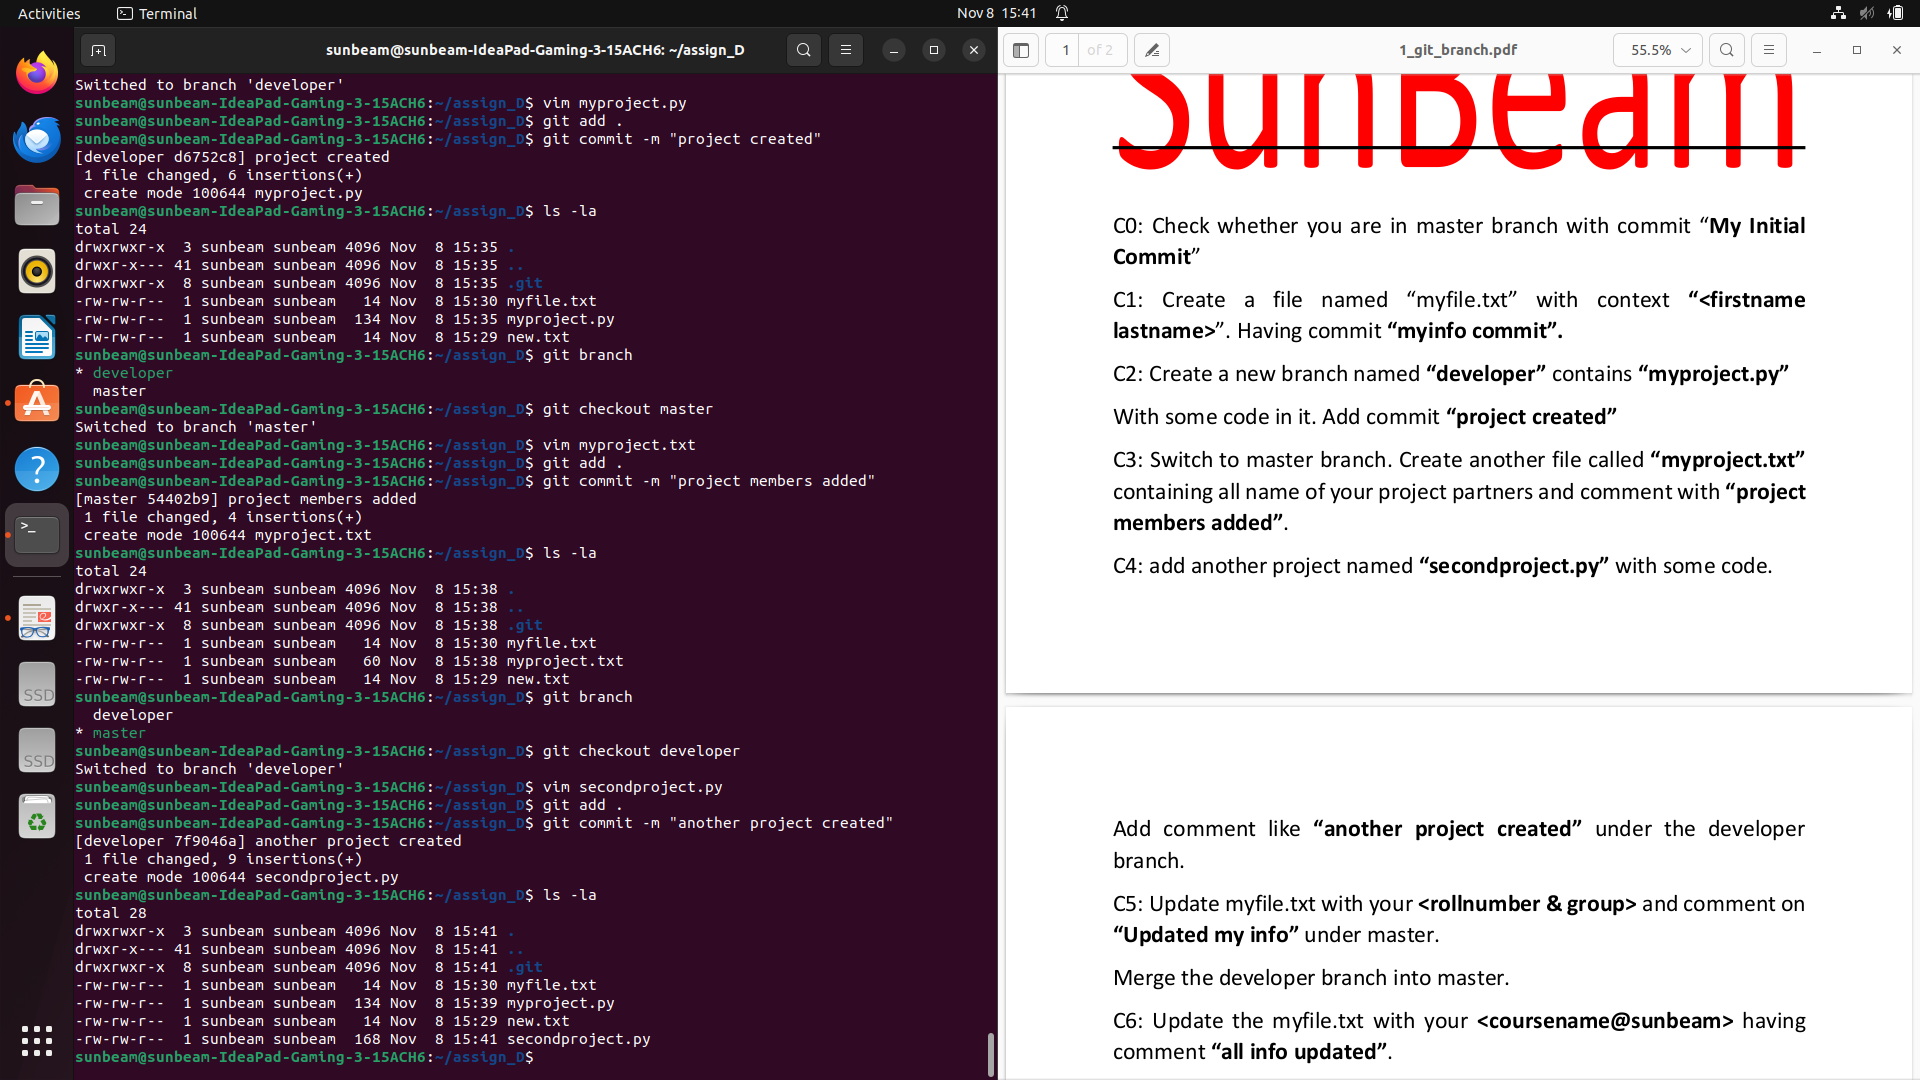 Activities
Terminal
Nov 8 15:41
sunbeam@sunbeam-IdeaPad-Gaming-3-15ACH6: ~/assign_D
Switched to branch 'developer'
sunbeam@sunbeam-IdeaPad-Gaming-3-15ACH6:~/assign_D$ vim myproject.py
sunbeam@sunbeam-IdeaPad-Gaming-3-15ACH6:~/assign_D$ git add .
sunbeam@sunbeam-IdeaPad-Gaming-3-15ACH6:~/assign_D$ git commit -m "project created"
[developer d6752c8] project created
 1 file changed, 6 insertions(+)
 create mode 100644 myproject.py
sunbeam@sunbeam-IdeaPad-Gaming-3-15ACH6:~/assign_D$ ls -la
total 24
drwxrwxr-x  3 sunbeam sunbeam 4096 Nov  8 15:35 .
drwxr-x--- 41 sunbeam sunbeam 4096 Nov  8 15:35 ..
drwxrwxr-x  8 sunbeam sunbeam 4096 Nov  8 15:35 .git
-rw-rw-r--  1 sunbeam sunbeam   14 Nov  8 15:30 myfile.txt
-rw-rw-r--  1 sunbeam sunbeam  134 Nov  8 15:35 myproject.py
-rw-rw-r--  1 sunbeam sunbeam   14 Nov  8 15:29 new.txt
sunbeam@sunbeam-IdeaPad-Gaming-3-15ACH6:~/assign_D$ git branch
* developer
  master
sunbeam@sunbeam-IdeaPad-Gaming-3-15ACH6:~/assign_D$ git checkout master
Switched to branch 'master'
sunbeam@sunbeam-IdeaPad-Gaming-3-15ACH6:~/assign_D$ vim myproject.txt
sunbeam@sunbeam-IdeaPad-Gaming-3-15ACH6:~/assign_D$ git add .
sunbeam@sunbeam-IdeaPad-Gaming-3-15ACH6:~/assign_D$ git commit -m "project members added"
[master 54402b9] project members added
 1 file changed, 4 insertions(+)
 create mode 100644 myproject.txt
sunbeam@sunbeam-IdeaPad-Gaming-3-15ACH6:~/assign_D$ ls -la
total 24
drwxrwxr-x  3 sunbeam sunbeam 4096 Nov  8 15:38 .
drwxr-x--- 41 sunbeam sunbeam 4096 Nov  8 15:38 ..
drwxrwxr-x  8 sunbeam sunbeam 4096 Nov  8 15:38 .git
-rw-rw-r--  1 sunbeam sunbeam   14 Nov  8 15:30 myfile.txt
-rw-rw-r--  1 sunbeam sunbeam   60 Nov  8 15:38 myproject.txt
-rw-rw-r--  1 sunbeam sunbeam   14 Nov  8 15:29 new.txt
sunbeam@sunbeam-IdeaPad-Gaming-3-15ACH6:~/assign_D$ git branch
  developer
* master
sunbeam@sunbeam-IdeaPad-Gaming-3-15ACH6:~/assign_D$ git checkout developer
Switched to branch 'developer'
sunbeam@sunbeam-IdeaPad-Gaming-3-15ACH6:~/assign_D$ vim secondproject.py
sunbeam@sunbeam-IdeaPad-Gaming-3-15ACH6:~/assign_D$ git add .
sunbeam@sunbeam-IdeaPad-Gaming-3-15ACH6:~/assign_D$ git commit -m "another project created"
[developer 7f9046a] another project created
 1 file changed, 9 insertions(+)
 create mode 100644 secondproject.py
sunbeam@sunbeam-IdeaPad-Gaming-3-15ACH6:~/assign_D$ ls -la
total 28
drwxrwxr-x  3 sunbeam sunbeam 4096 Nov  8 15:41 .
drwxr-x--- 41 sunbeam sunbeam 4096 Nov  8 15:41 ..
drwxrwxr-x  8 sunbeam sunbeam 4096 Nov  8 15:41 .git
-rw-rw-r--  1 sunbeam sunbeam   14 Nov  8 15:30 myfile.txt
-rw-rw-r--  1 sunbeam sunbeam  134 Nov  8 15:39 myproject.py
-rw-rw-r--  1 sunbeam sunbeam   14 Nov  8 15:29 new.txt
-rw-rw-r--  1 sunbeam sunbeam  168 Nov  8 15:41 secondproject.py
sunbeam@sunbeam-IdeaPad-Gaming-3-15ACH6:~/assign_D$
SSD
SSD
1 of 2
1_git_branch.pdf
55.5%
SunBeam
C0: Check whether you are in master branch with commit “My Initial
Commit”
C1: Create a file named “myfile.txt” with context “<firstname
lastname>”. Having commit “myinfo commit”.
C2: Create a new branch named “developer” contains “myproject.py”
With some code in it. Add commit “project created”
C3: Switch to master branch. Create another file called “myproject.txt”
containing all name of your project partners and comment with “project
members added”.
C4: add another project named “secondproject.py” with some code.
Add comment like “another project created” under the developer
branch.
C5: Update myfile.txt with your <rollnumber & group> and comment on
“Updated my info” under master.
Merge the developer branch into master.
C6: Update the myfile.txt with your <coursename@sunbeam> having
comment “all info updated”.